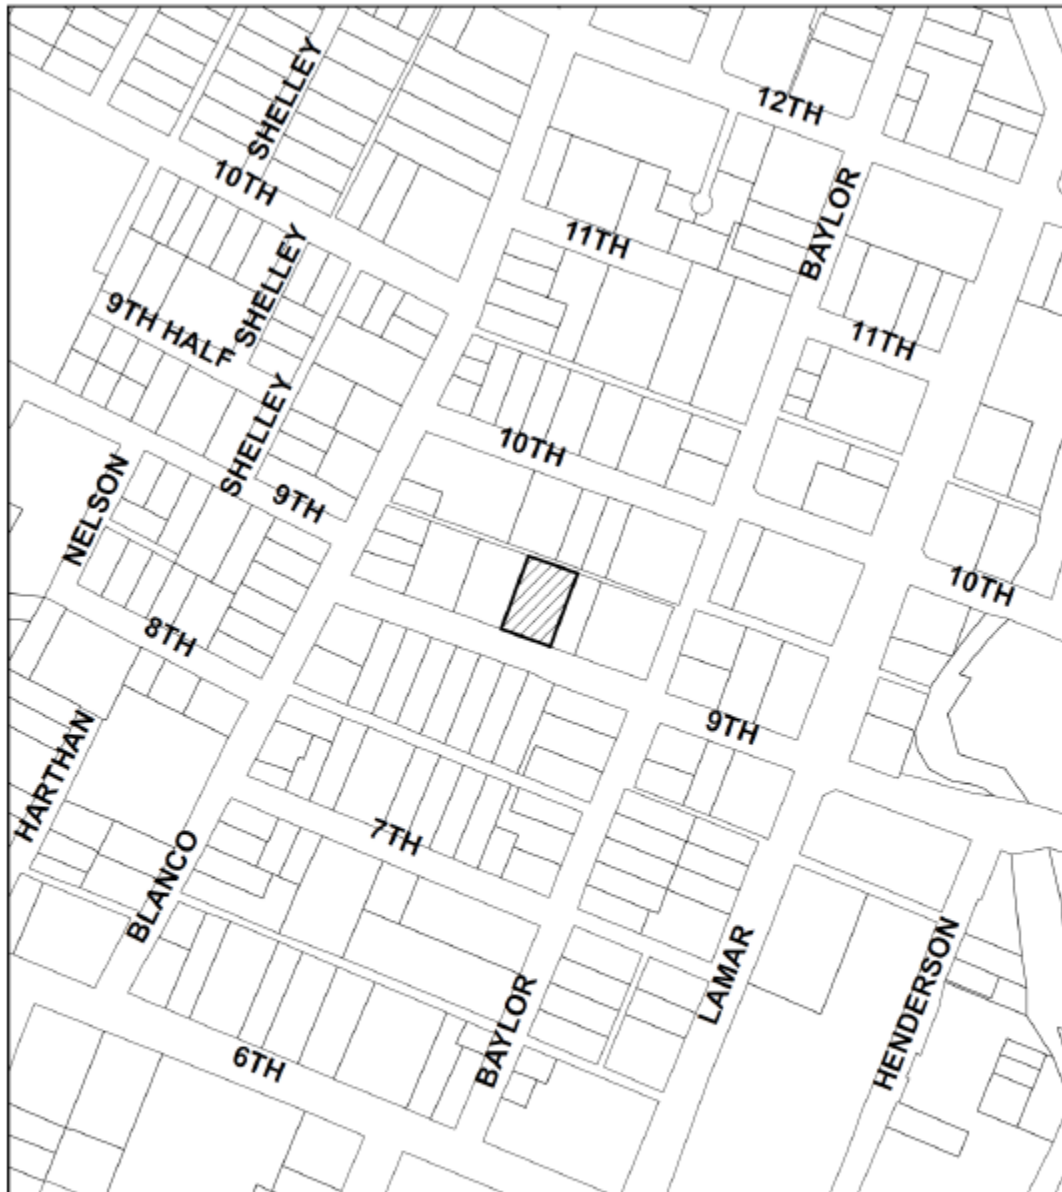 SHELLEY
12TH
10TH
BAYLOR
11TH
SHELLEY
9TH HALF
11TH
SHELLEY
10TH
NELSON
9TH
10TH
8TH
9TH
HARTHAN
7TH
BLANCO
LAMAR
HENDERSON
BAYLOR
6TH